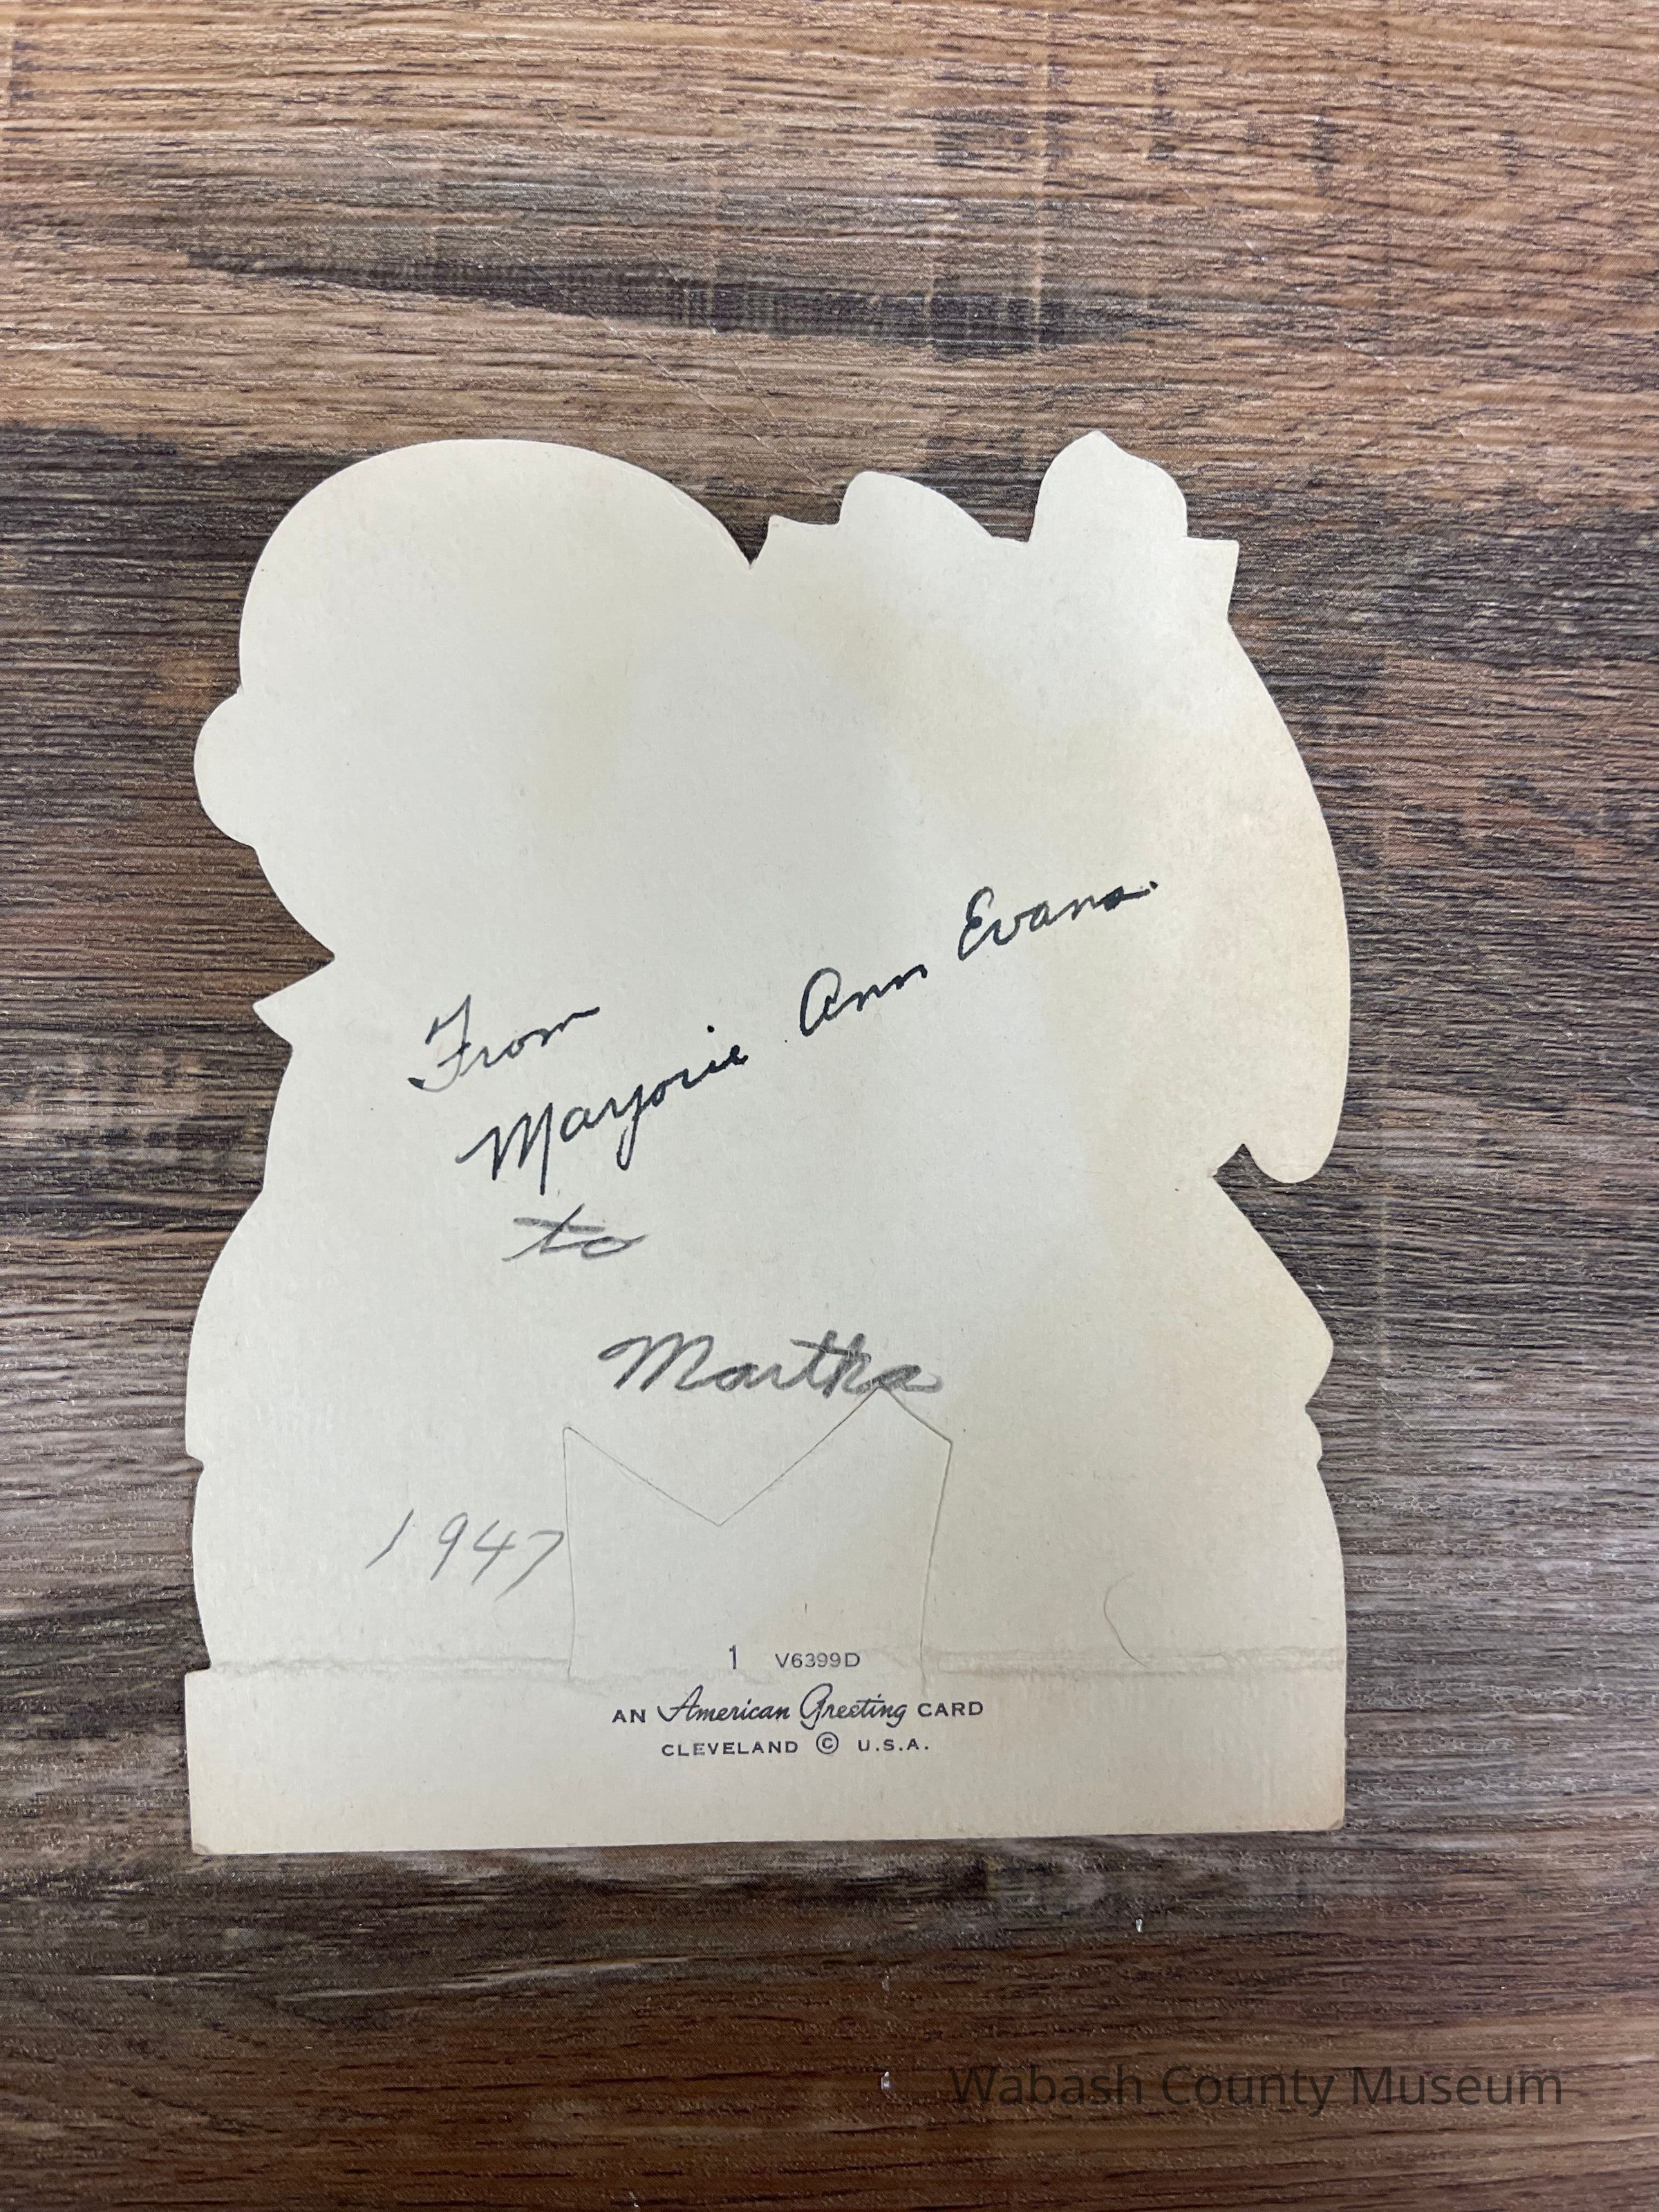 From
Marjorie Ann Evans.
to
Martha
1947
1 V6399D
AN American Greeting CARD
CLEVELAND © U.S.A.
Wabash County Museum